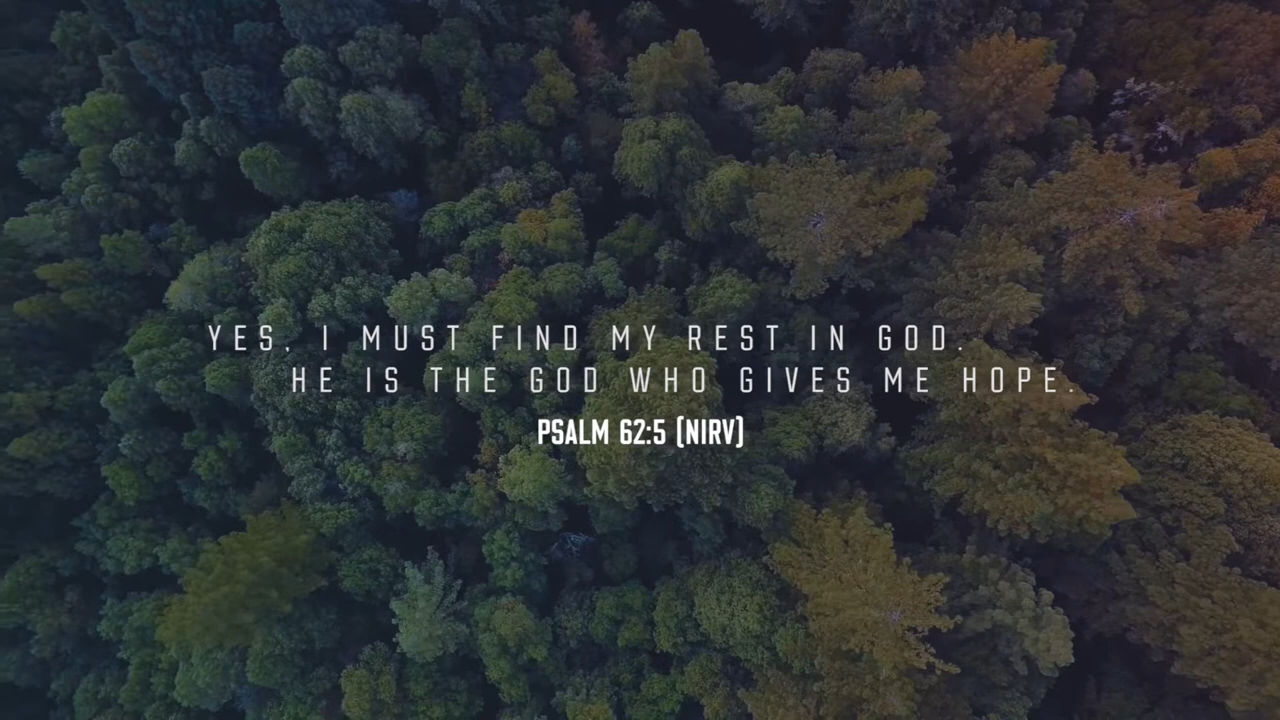 YES, I MUST FIND MY REST IN GOD.
HE IS THE GOD WHO GIVES ME HOPE.
PSALM 62:5 (NIRV)